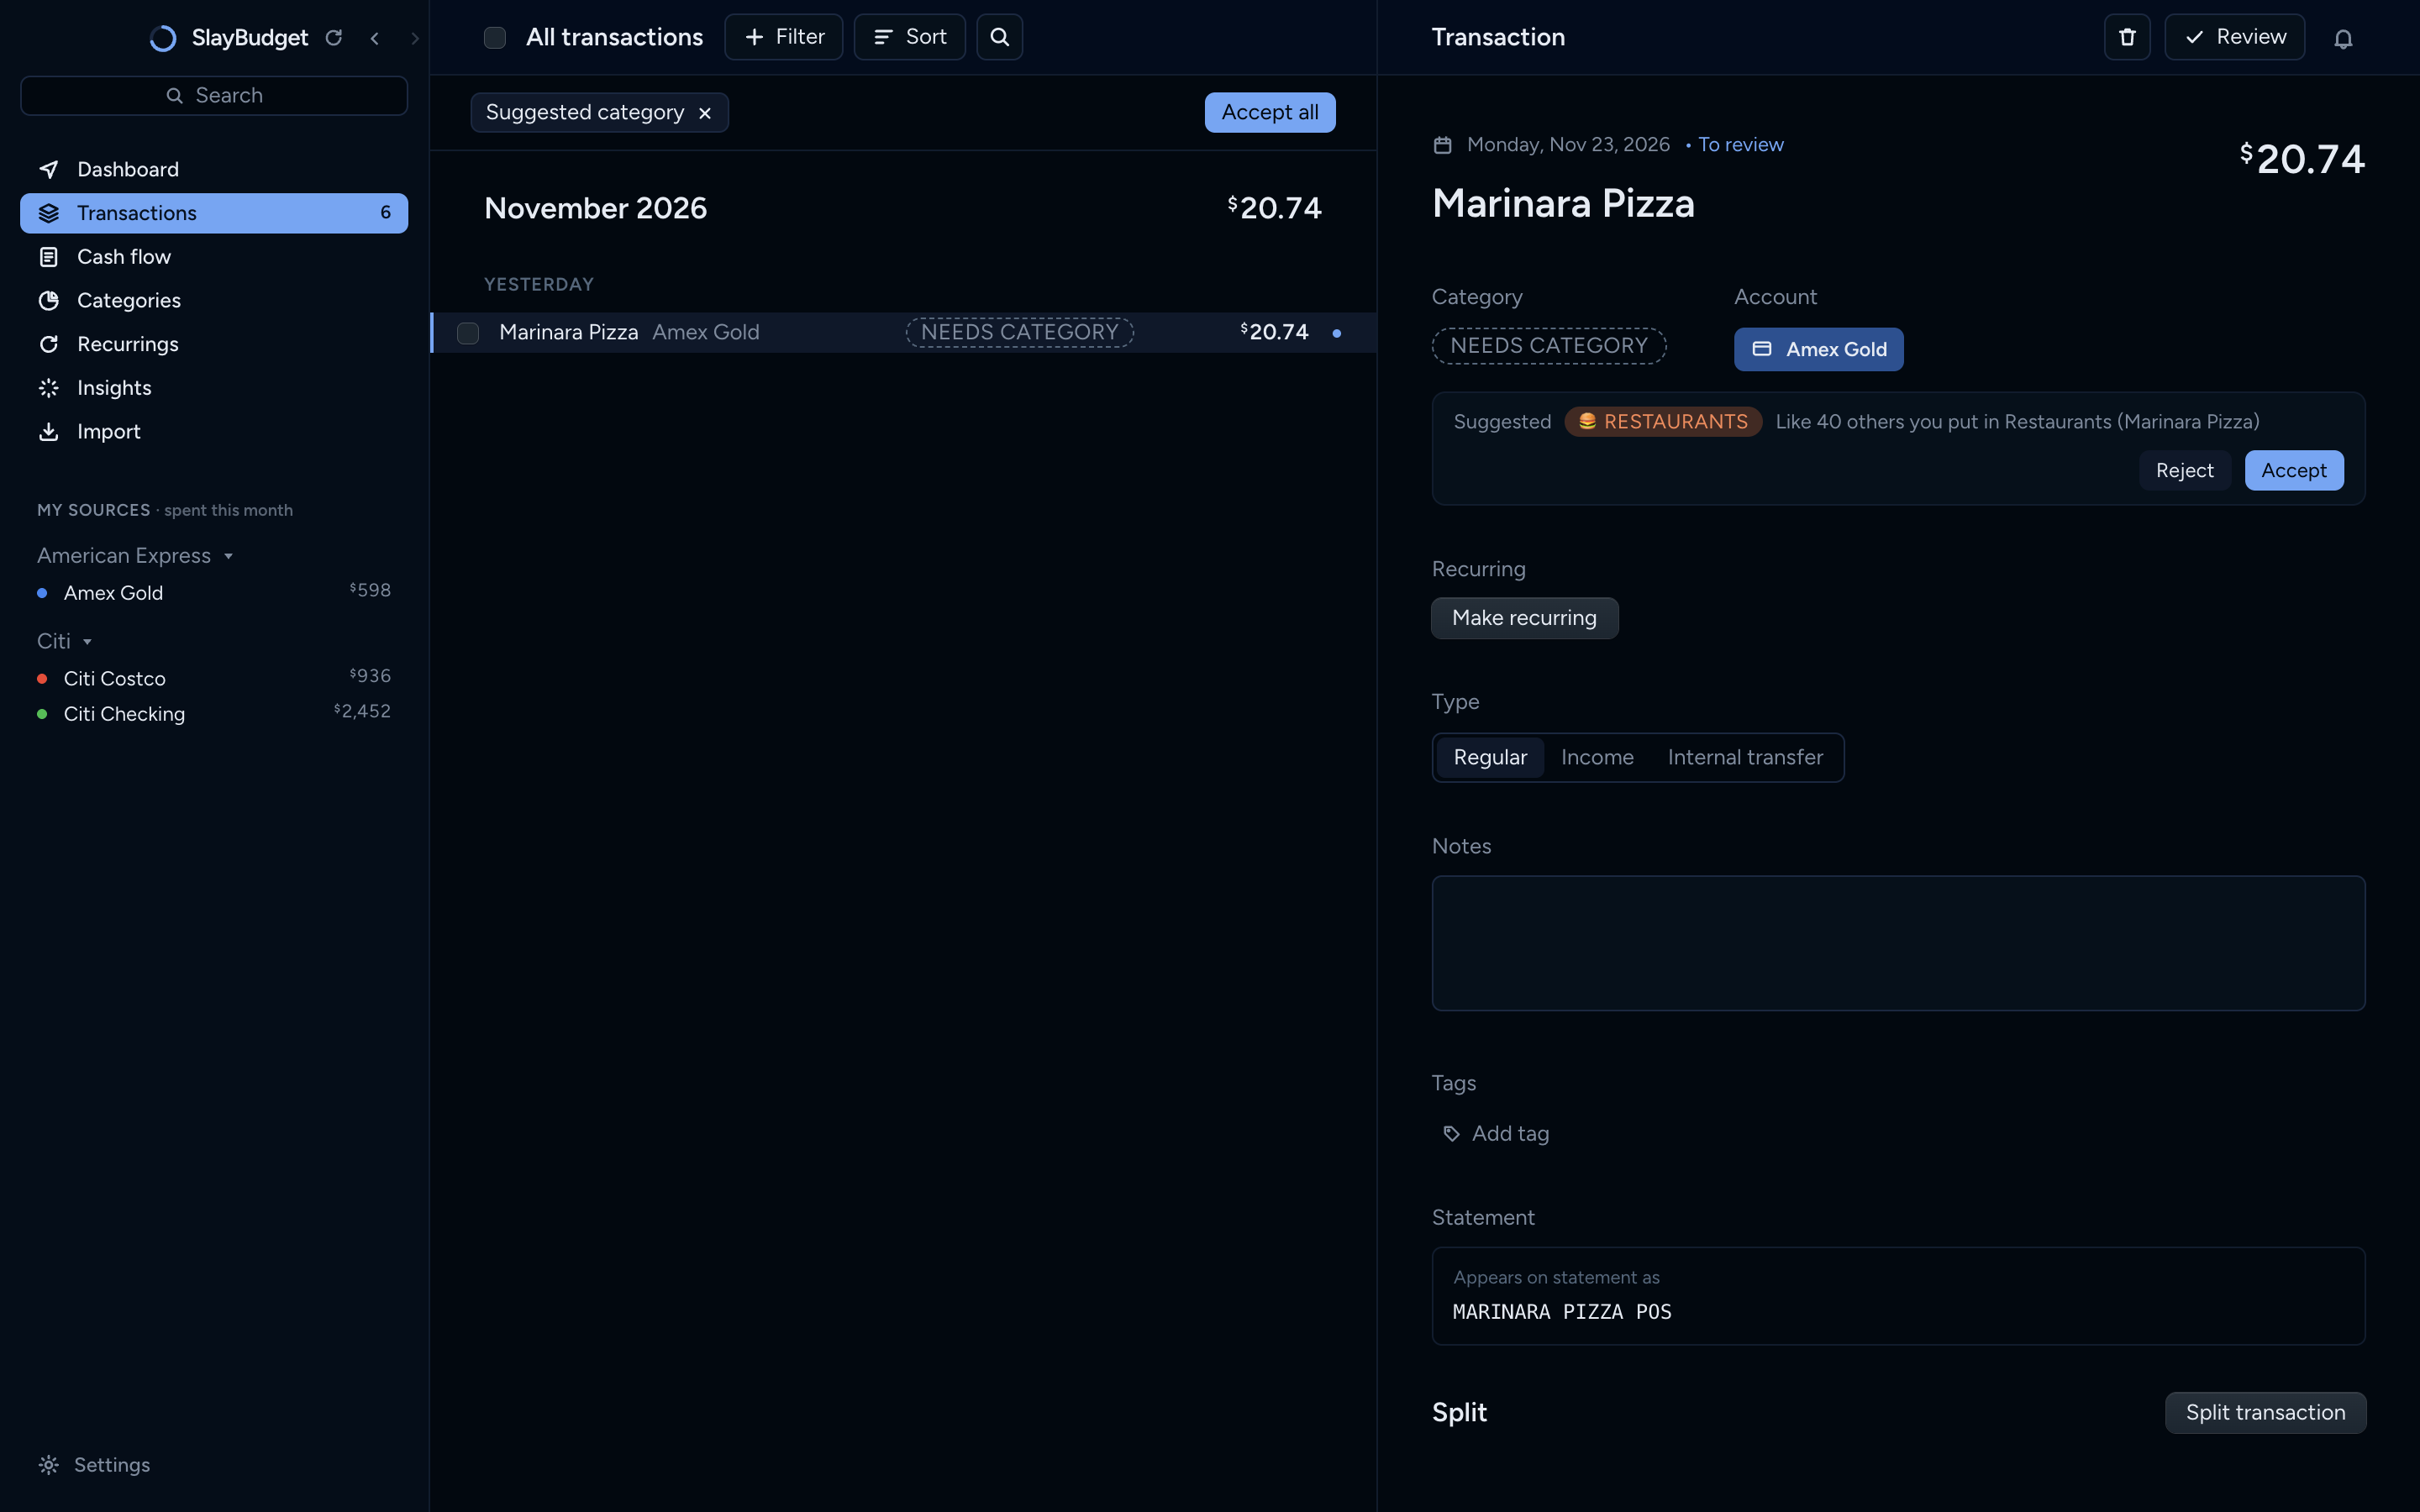 SlayBudget
Search
Dashboard
Transactions 6
Cash flow
Categories
Recurrings
Insights
Import
MY SOURCES · spent this month
American Express
Amex Gold $598
Citi
Citi Costco $936
Citi Checking $2,452
Settings
All transactions Filter Sort
Suggested category Accept all
November 2026 $20.74
YESTERDAY
Marinara Pizza Amex Gold NEEDS CATEGORY $20.74
Transaction Review
Monday, Nov 23, 2026 • To review
$20.74
Marinara Pizza
Category Account
NEEDS CATEGORY Amex Gold
Suggested RESTAURANTS Like 40 others you put in Restaurants (Marinara Pizza)
Reject Accept
Recurring
Make recurring
Type
Regular Income Internal transfer
Notes
Tags
Add tag
Statement
Appears on statement as
MARINARA PIZZA POS
Split Split transaction